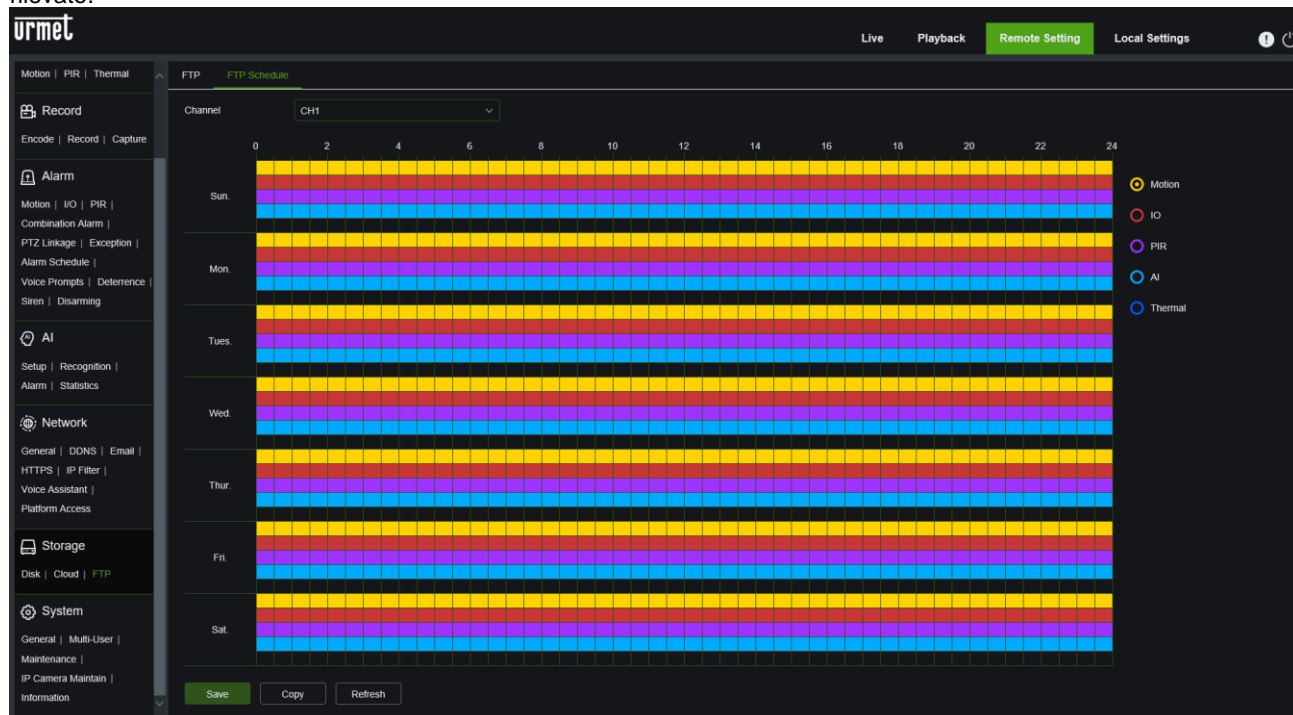 urmet
Live Playback Remote Setting Local Settings
Motion | PIR | Thermal
Record
Encode | Record | Capture
Alarm
Motion | I/O | PIR |
Combination Alarm |
PTZ Linkage | Exception |
Alarm Schedule |
Voice Prompts | Deterrence |
Siren | Disarming
AI
Setup | Recognition |
Alarm | Statistics
Network
General | DDNS | Email |
HTTPS | IP Filter |
Voice Assistant |
Platform Access
Storage
Disk | Cloud | FTP
System
General | Multi-User |
Maintenance |
IP Camera Maintain |
Information
FTP FTP Schedule
Channel CH1
0 2 4 6 8 10 12 14 16 18 20 22 24
Sun.
Mon.
Tues.
Wed.
Thur.
Fri.
Sat.
Motion
IO
PIR
AI
Thermal
Save Copy Refresh